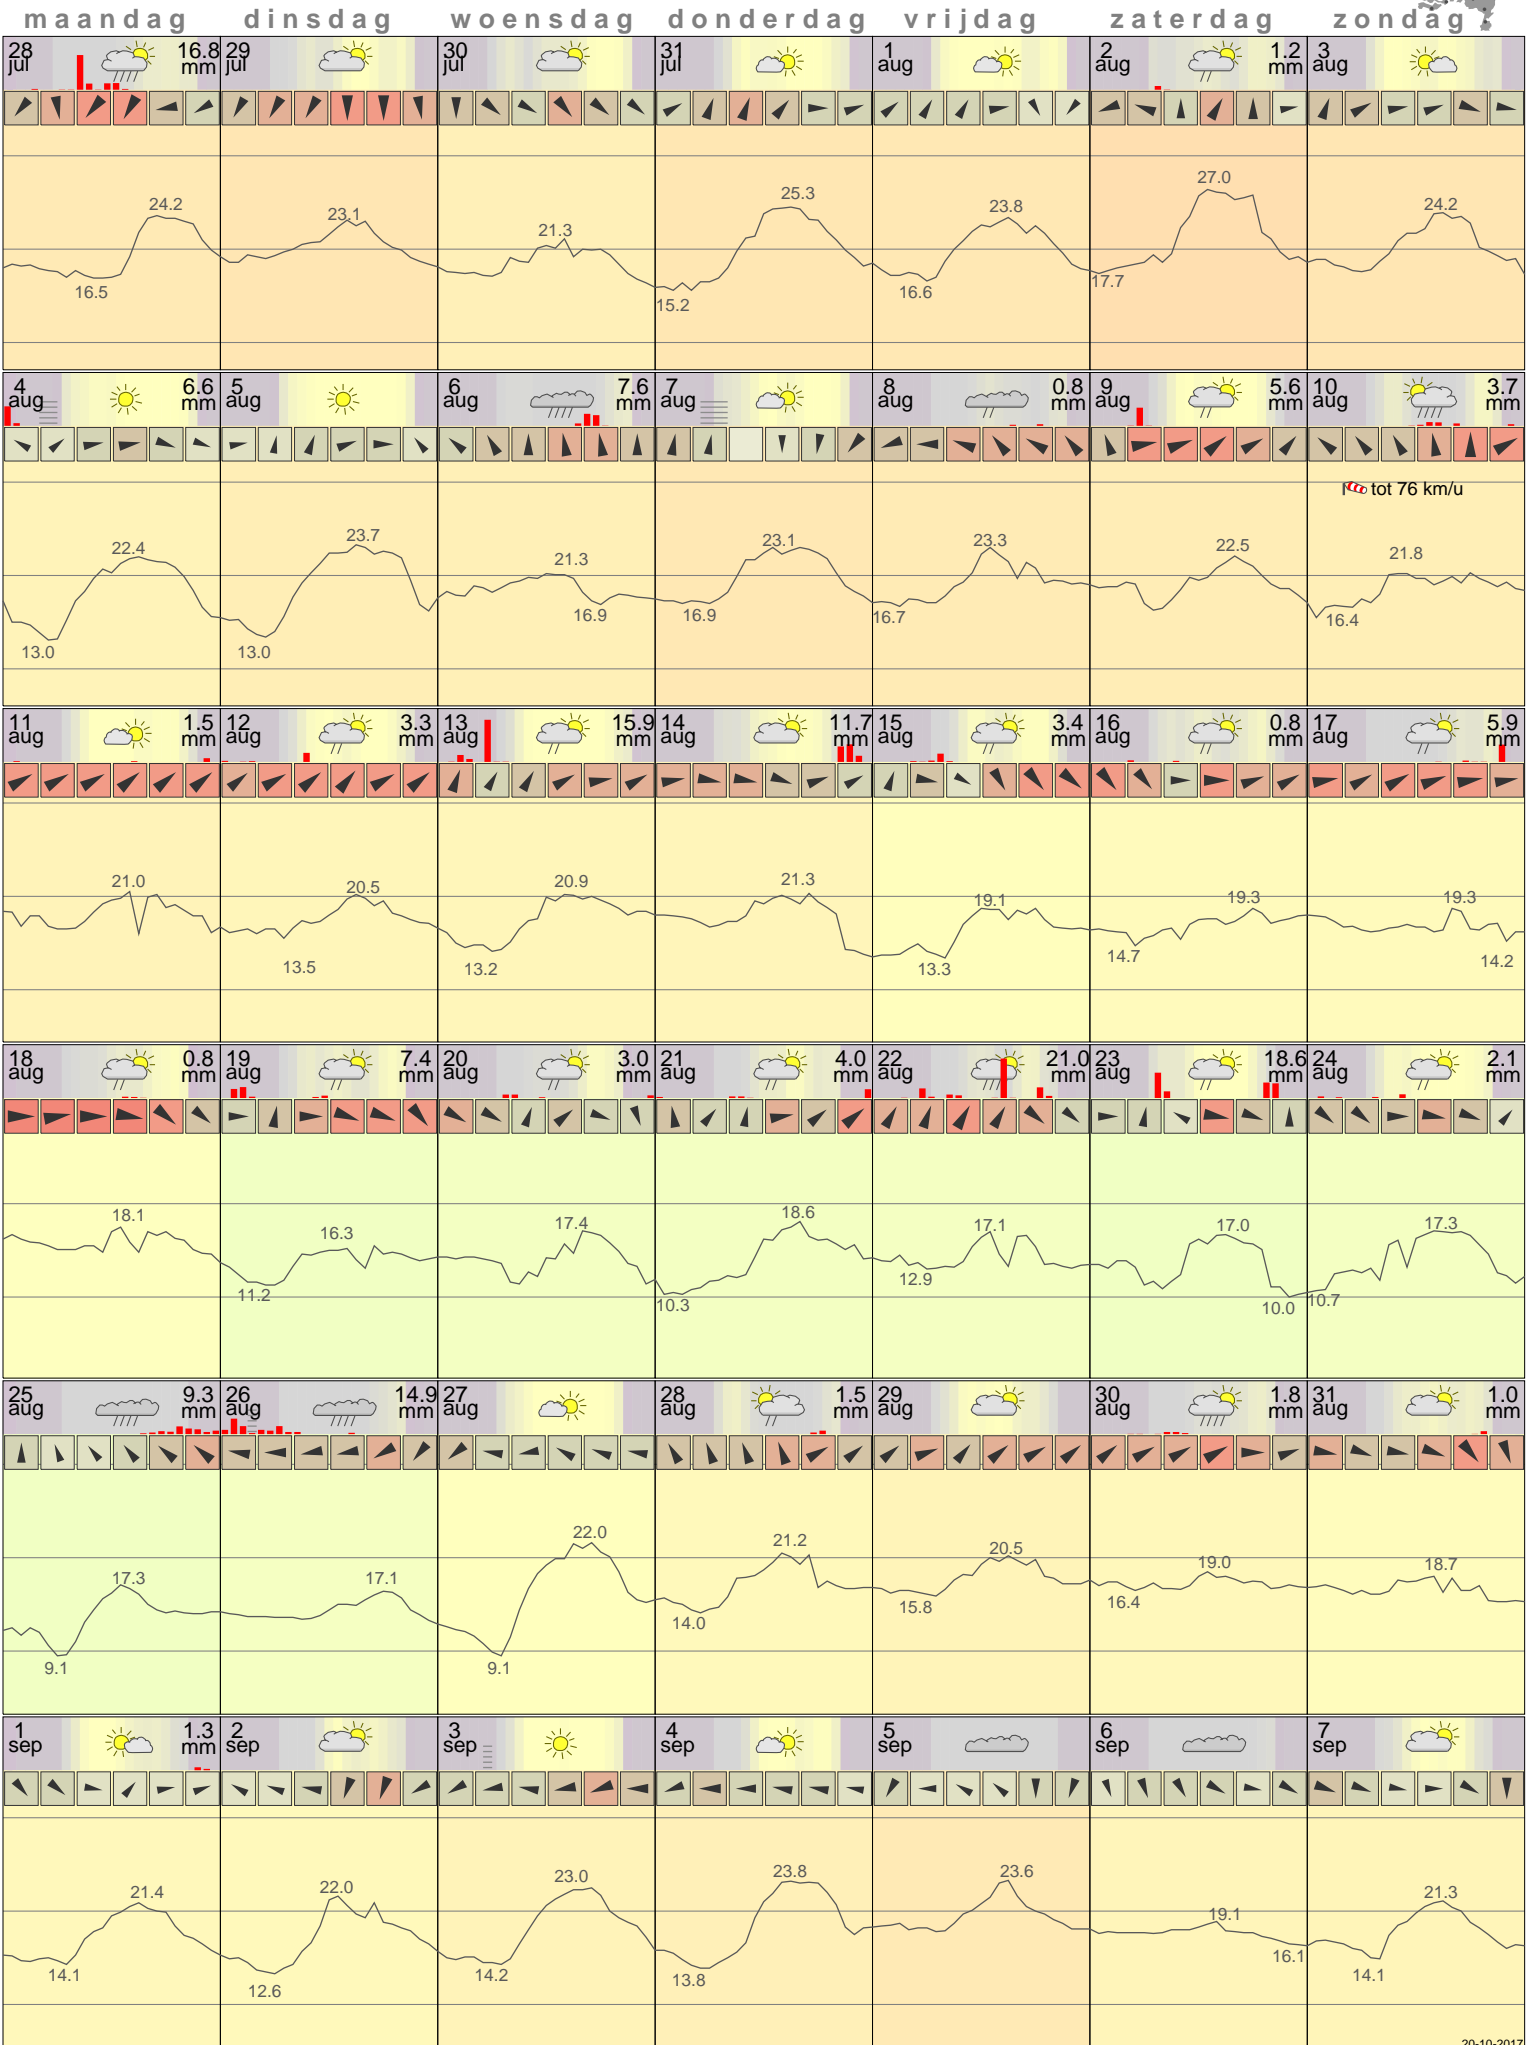 maandag dinsdag woensdag donderdag vrijdag zaterdag zondag
28 jul 16.8 mm 29 jul 30 jul 31 jul 1 aug 2 aug 1.2 mm 3 aug
24.2 23.1 21.3 25.3 23.8 27.0 24.2
16.5 15.2 16.6 17.7
4 aug 6.6 mm 5 aug 6 aug 7.6 mm 7 aug 8 aug 0.8 mm 9 aug 5.6 mm 10 aug 3.7 mm
tot 76 km/u
22.4 23.7 21.3 23.1 23.3 22.5 21.8
13.0 13.0 16.9 16.9 16.7 16.4
11 aug 1.5 mm 12 aug 3.3 mm 13 aug 15.9 mm 14 aug 11.7 mm 15 aug 3.4 mm 16 aug 0.8 mm 17 aug 5.9 mm
21.0 20.5 20.9 21.3 19.1 19.3 19.3
13.5 13.2 13.3 14.7 14.2
18 aug 0.8 mm 19 aug 7.4 mm 20 aug 3.0 mm 21 aug 4.0 mm 22 aug 21.0 mm 23 aug 18.6 mm 24 aug 2.1 mm
18.1 16.3 17.4 18.6 17.1 17.0 17.3
11.2 10.3 12.9 10.0 10.7
25 aug 9.3 mm 26 aug 14.9 mm 27 aug 28 aug 1.5 mm 29 aug 30 aug 1.8 mm 31 aug 1.0 mm
17.3 17.1 22.0 21.2 20.5 19.0 18.7
9.1 9.1 14.0 15.8 16.4
1 sep 1.3 mm 2 sep 3 sep 4 sep 5 sep 6 sep 7 sep
21.4 22.0 23.0 23.8 23.6 19.1 21.3
14.1 12.6 14.2 13.8 16.1 14.1
20-10-2017